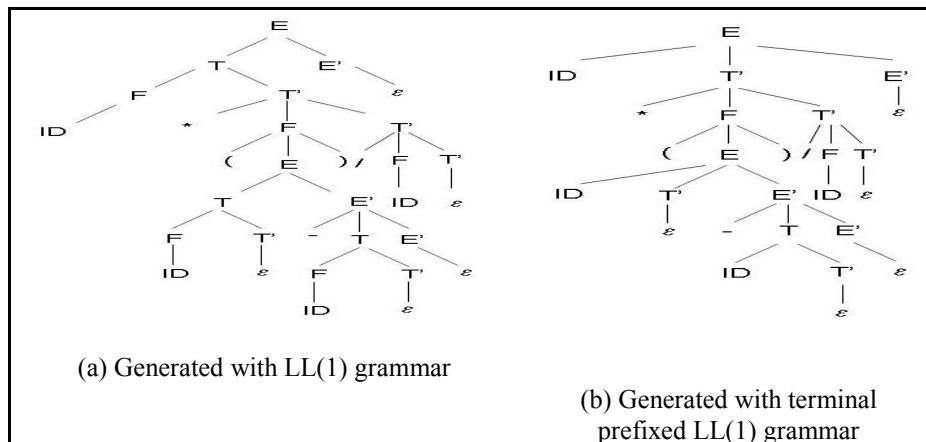 E
T E'
F T' ε
ID * F T'
( E ) / F T'
T E' ID ε
F T' - T E'
ID ε F T' ε
ID ε
(a) Generated with LL(1) grammar
E
ID T' E'
* F T' ε
( E ) / F T'
ID T' E' ID ε
ε - T E'
ID T' ε
ε
(b) Generated with terminal
prefixed LL(1) grammar